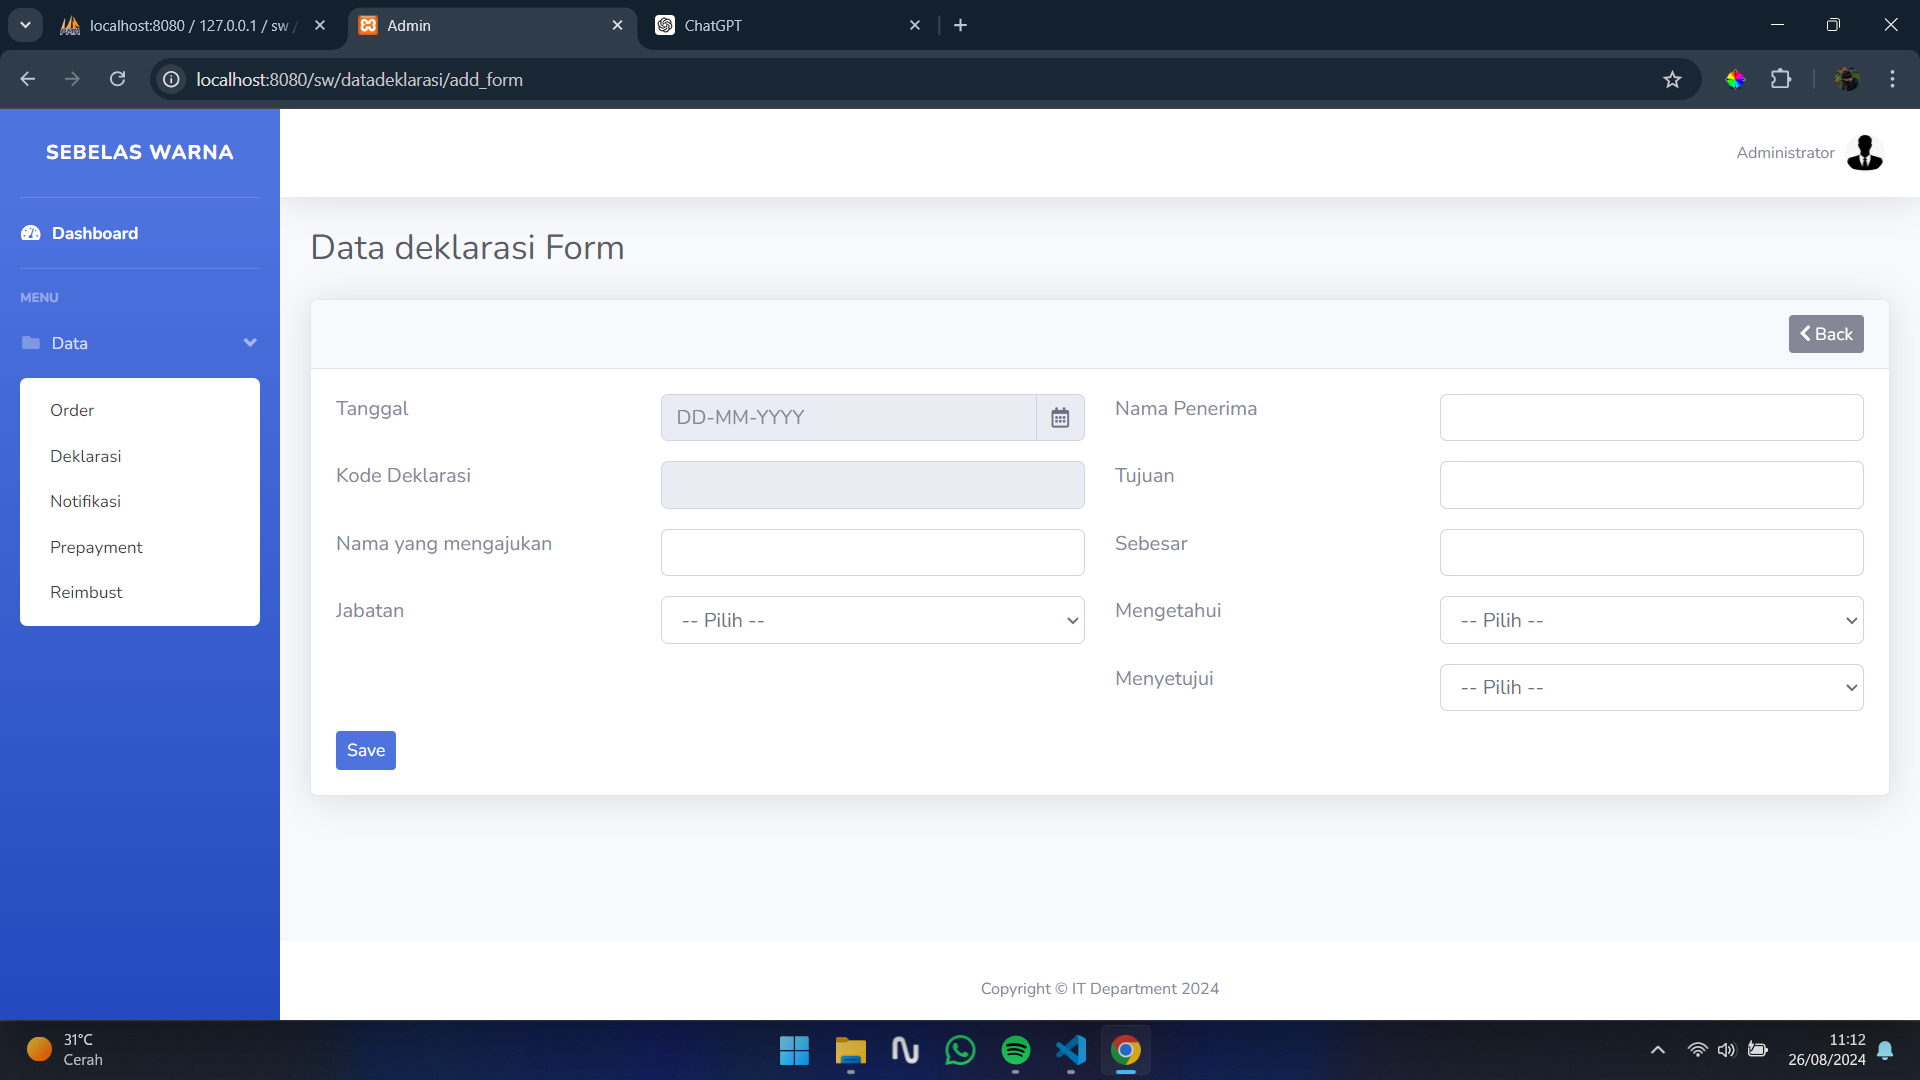 localhost:8080 / 127.0.0.1 / sw /
Admin
ChatGPT
localhost:8080/sw/datadeklarasi/add_form
SEBELAS WARNA
Administrator
Dashboard
MENU
Data
Order
Deklarasi
Notifikasi
Prepayment
Reimbust
Data deklarasi Form
Back
Tanggal
DD-MM-YYYY
Kode Deklarasi
Nama yang mengajukan
Jabatan
-- Pilih --
Nama Penerima
Tujuan
Sebesar
Mengetahui
-- Pilih --
Menyetujui
-- Pilih --
Save
Copyright © IT Department 2024
31°C
Cerah
11:12
26/08/2024